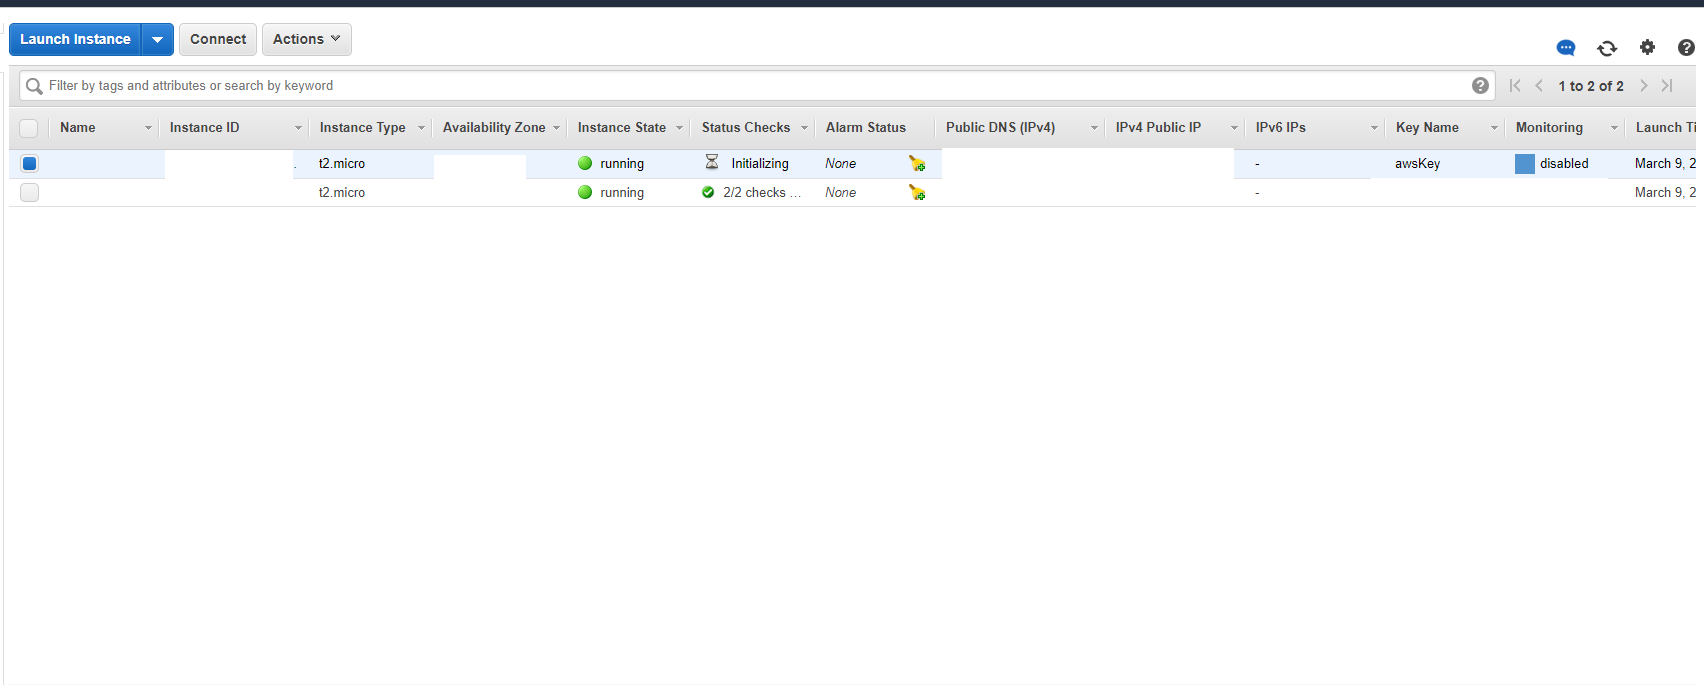 Launch Instance Connect Actions
Filter by tags and attributes or search by keyword 1 to 2 of 2
Name Instance ID Instance Type Availability Zone Instance State Status Checks Alarm Status Public DNS (IPv4) IPv4 Public IP IPv6 IPs Key Name Monitoring Launch Ti
t2.micro running Initializing None - awsKey disabled March 9, 2
t2.micro running 2/2 checks ... None - March 9, 2